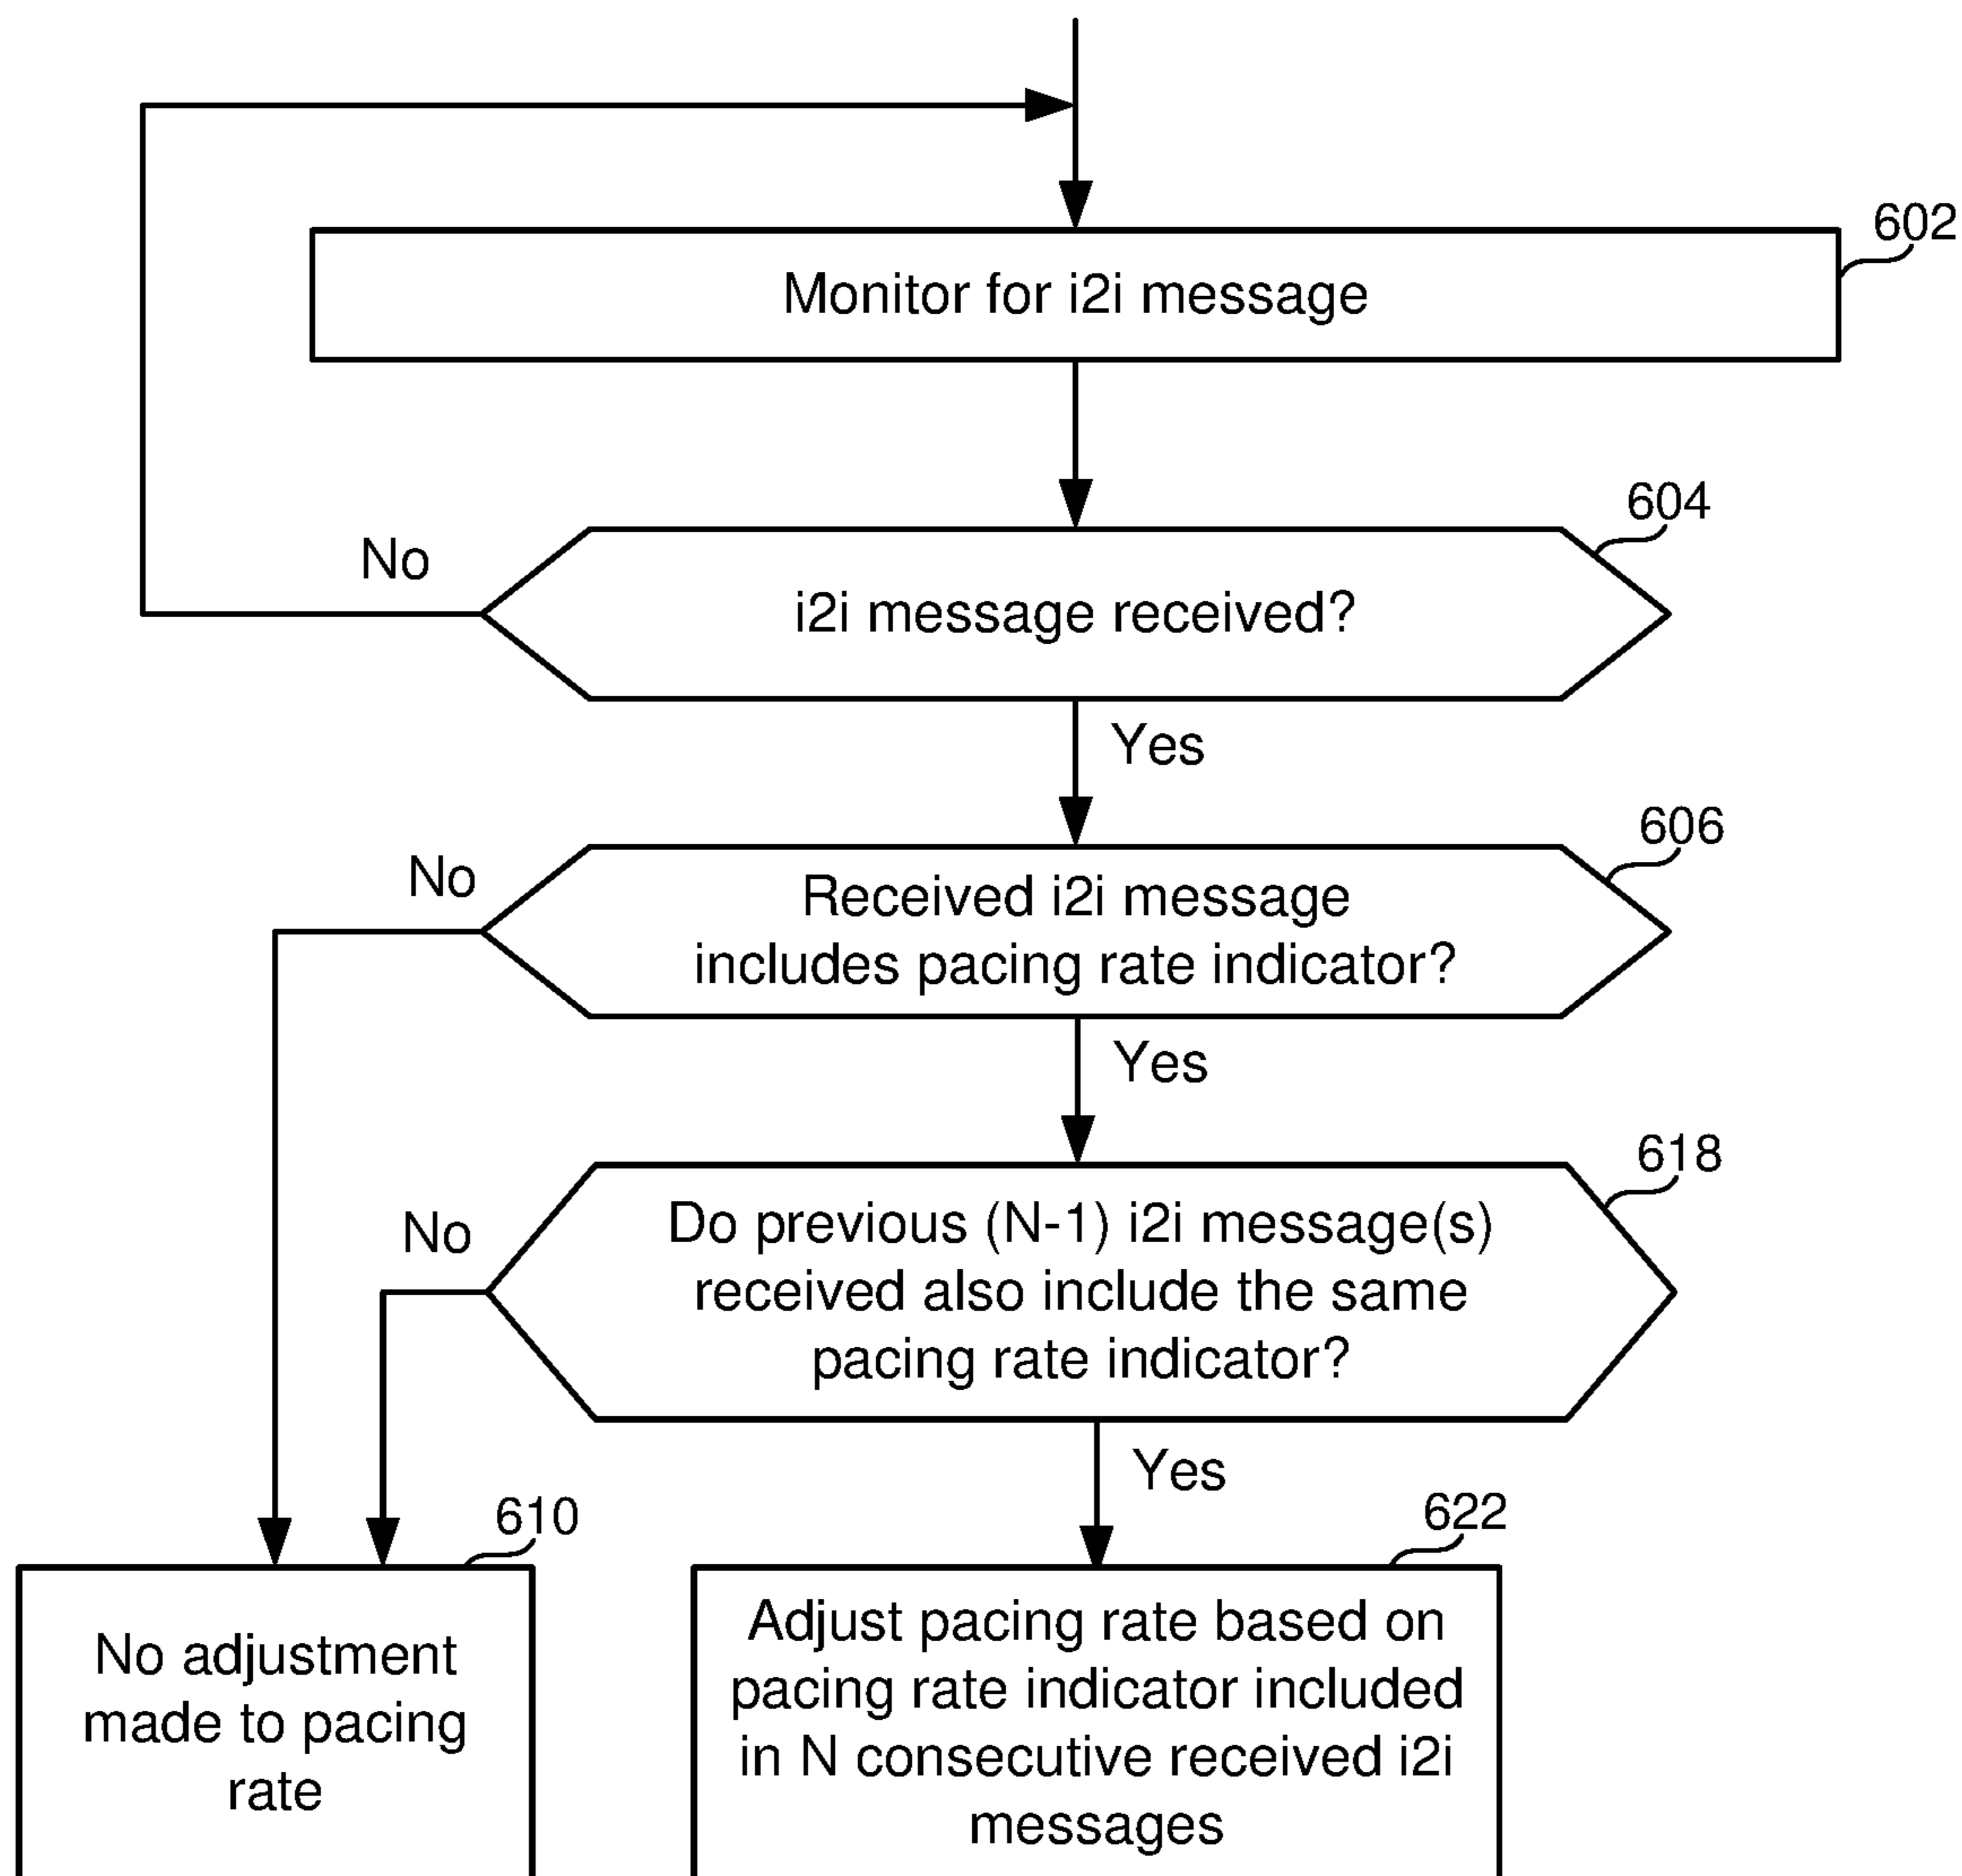 602
Monitor for i2i message
604
No
i2i message received?
Yes
606
No
Received i2i message
includes pacing rate indicator?
Yes
618
No
Do previous (N-1) i2i message(s)
received also include the same
pacing rate indicator?
Yes
610
622
No adjustment
made to pacing
rate
Adjust pacing rate based on
pacing rate indicator included
in N consecutive received i2i
messages